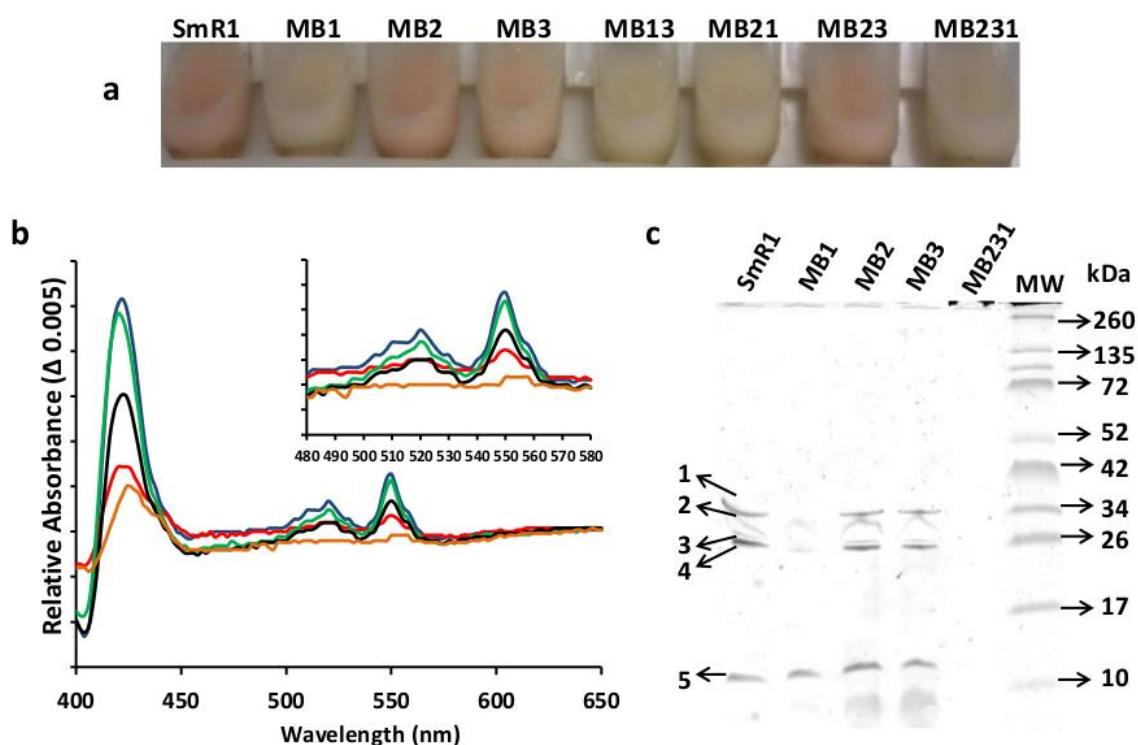 SmR1 MB1 MB2 MB3 MB13 MB21 MB23 MB231
a
b
Relative Absorbance (Δ 0.005)
480 490 500 510 520 530 540 550 560 570 580
400 450 500 550 600 650
Wavelength (nm)
c
SmR1 MB1 MB2 MB3 MB231 MW kDa
260
135
72
52
42
34
26
17
10
1
2
3
4
5